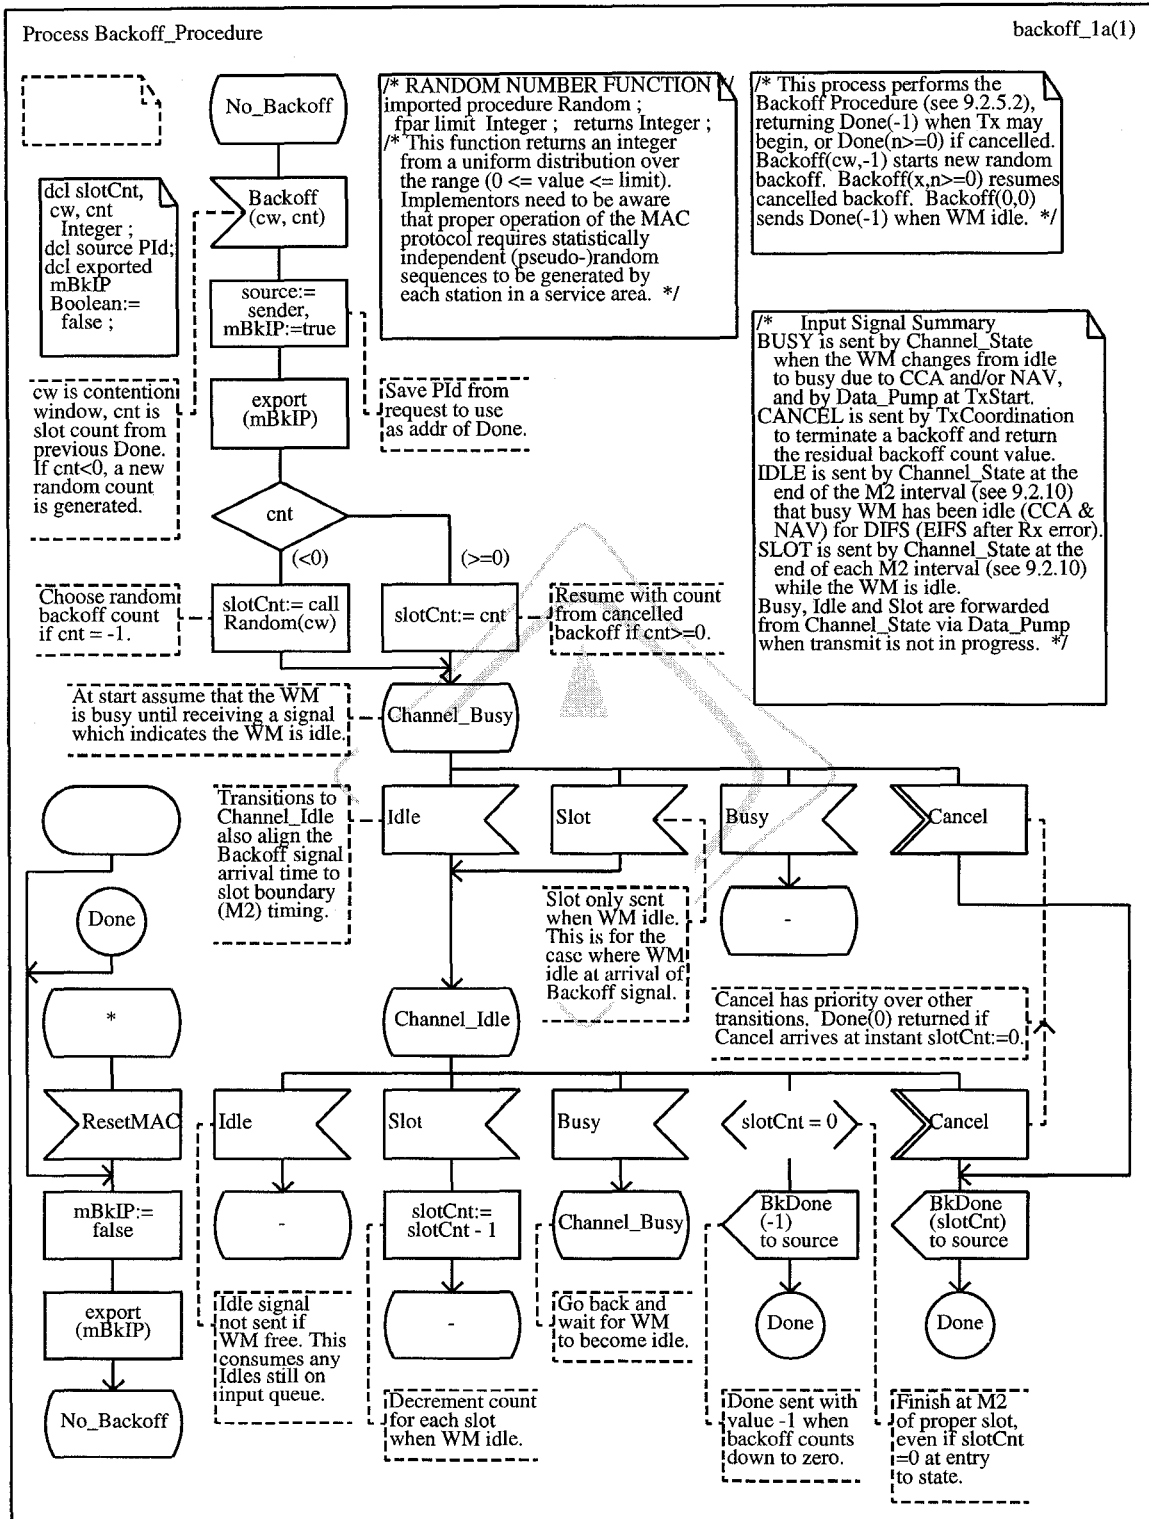 Process Backoff_Procedure
backoff_1a(1)
No_Backoff
/* RANDOM NUMBER FUNCTION */
imported procedure Random ;
fpar limit Integer ; returns Integer ;
/* This function returns an integer
from a uniform distribution over
the range (0 <= value <= limit).
Implementors need to be aware
that proper operation of the MAC
protocol requires statistically
independent (pseudo-)random
sequences to be generated by
each station in a service area. */
/* This process performs the
Backoff Procedure (see 9.2.5.2),
returning Done(-1) when Tx may
begin, or Done(n>=0) if cancelled.
Backoff(cw,-1) starts new random
backoff. Backoff(x,n>=0) resumes
cancelled backoff. Backoff(0,0)
sends Done(-1) when WM idle. */
dcl slotCnt,
cw, cnt
Integer ;
dcl source PId;
dcl exported
mBkIP
Boolean:=
false ;
Backoff
(cw, cnt)
source:=
sender,
mBkIP:=true
/* Input Signal Summary
BUSY is sent by Channel_State
when the WM changes from idle
to busy due to CCA and/or NAV,
and by Data_Pump at TxStart.
CANCEL is sent by TxCoordination
to terminate a backoff and return
the residual backoff count value.
IDLE is sent by Channel_State at the
end of the M2 interval (see 9.2.10)
that busy WM has been idle (CCA &
NAV) for DIFS (EIFS after Rx error).
SLOT is sent by Channel_State at the
end of each M2 interval (see 9.2.10)
while the WM is idle.
Busy, Idle and Slot are forwarded
from Channel_State via Data_Pump
when transmit is not in progress. */
cw is contention
window, cnt is
slot count from
previous Done.
If cnt<0, a new
random count
is generated.
export
(mBkIP)
Save PId from
request to use
as addr of Done.
cnt
(<0)
(>=0)
Choose random
backoff count
if cnt = -1.
slotCnt:= call
Random(cw)
slotCnt:= cnt
Resume with count
from cancelled
backoff if cnt>=0.
At start assume that the WM
is busy until receiving a signal
which indicates the WM is idle.
Channel_Busy
Transitions to
Channel_Idle
also align the
Backoff signal
arrival time to
slot boundary
(M2) timing.
Idle
Slot
Busy
Cancel
Done
Slot only sent
when WM idle.
This is for the
case where WM
idle at arrival of
Backoff signal.
-
*
Channel_Idle
Cancel has priority over other
transitions. Done(0) returned if
Cancel arrives at instant slotCnt:=0.
ResetMAC
Idle
Slot
Busy
slotCnt = 0
Cancel
mBkIP:=
false
-
slotCnt:=
slotCnt - 1
Channel_Busy
BkDone
(-1)
to source
BkDone
(slotCnt)
to source
export
(mBkIP)
Idle signal
not sent if
WM free. This
consumes any
Idles still on
input queue.
-
Go back and
wait for WM
to become idle.
Done
Done
No_Backoff
Decrement count
for each slot
when WM idle.
Done sent with
value -1 when
backoff counts
down to zero.
Finish at M2
of proper slot,
even if slotCnt
=0 at entry
to state.